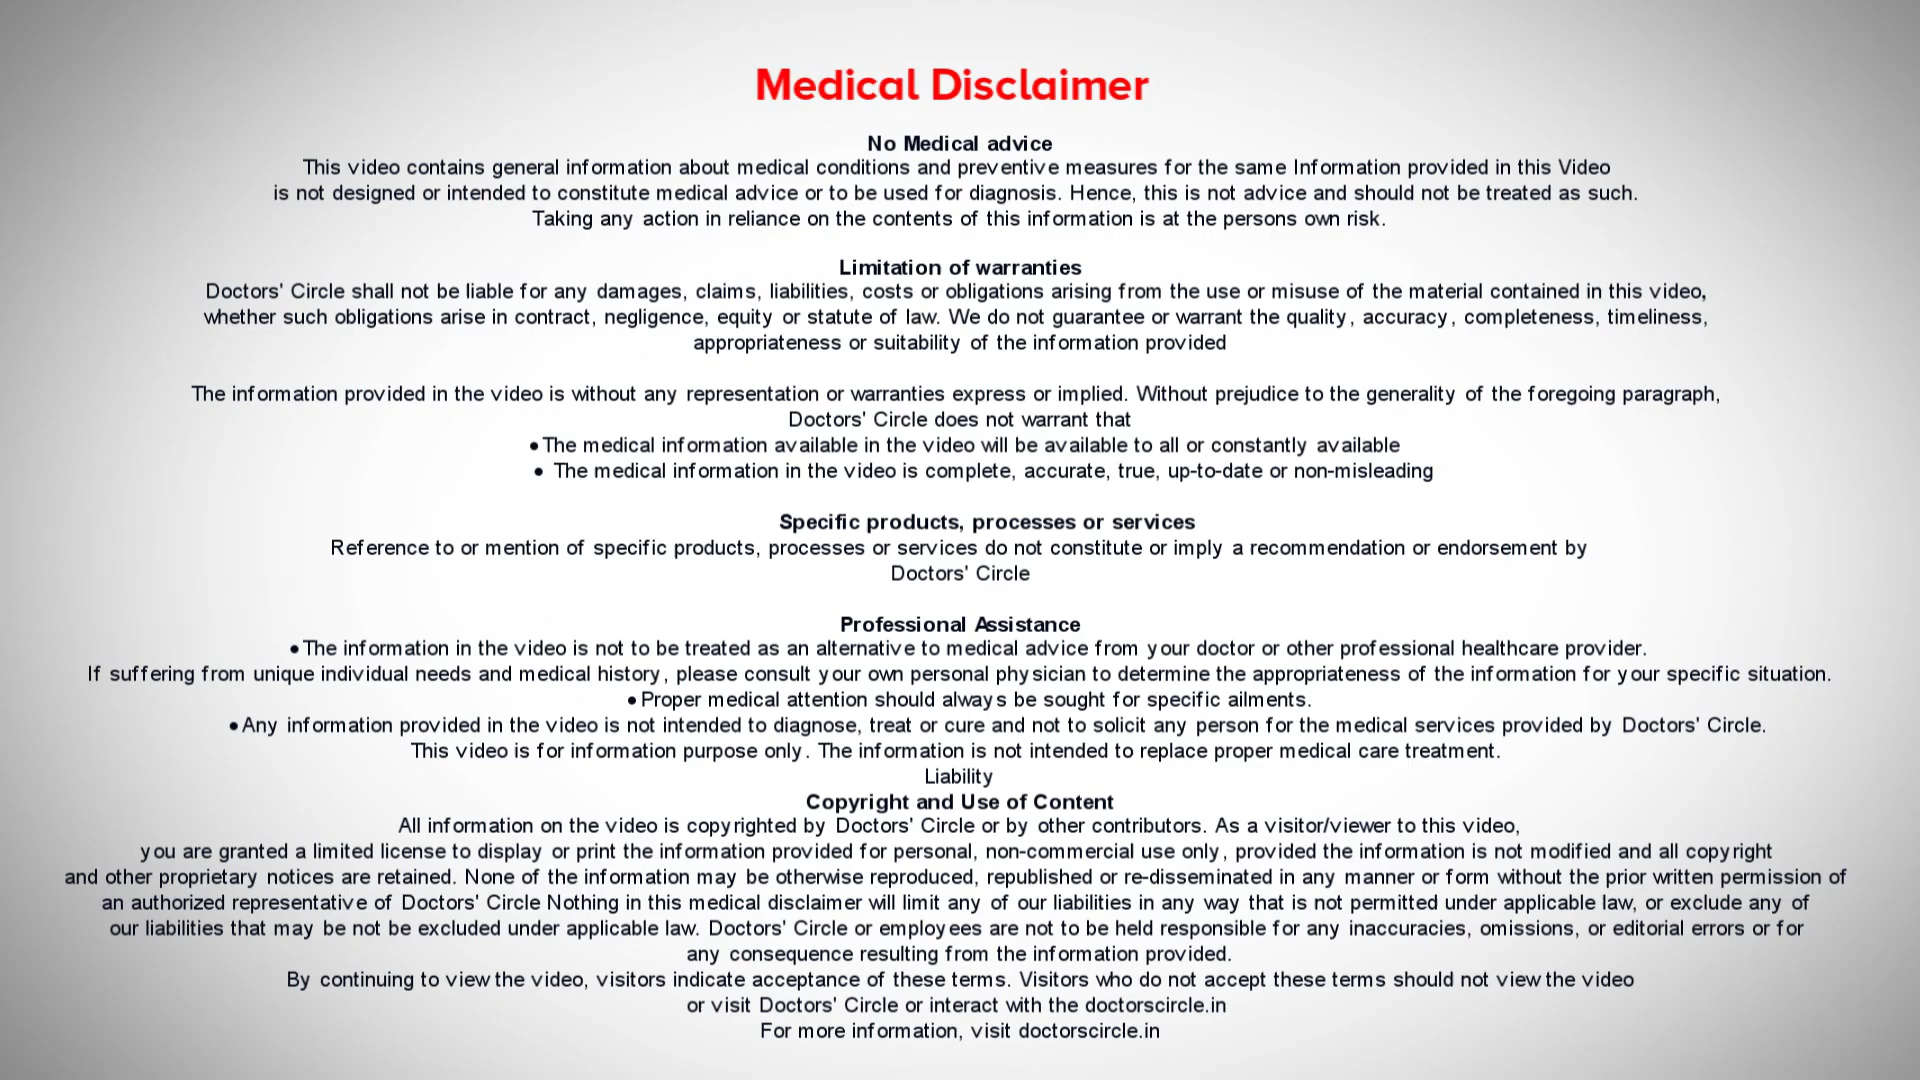 Medical Disclaimer
No Medical advice
This video contains general information about medical conditions and preventive measures for the same Information provided in this Video
is not designed or intended to constitute medical advice or to be used for diagnosis. Hence, this is not advice and should not be treated as such.
Taking any action in reliance on the contents of this information is at the persons own risk.
Limitation of warranties
Doctors' Circle shall not be liable for any damages, claims, liabilities, costs or obligations arising from the use or misuse of the material contained in this video,
whether such obligations arise in contract, negligence, equity or statute of law. We do not guarantee or warrant the quality, accuracy, completeness, timeliness,
appropriateness or suitability of the information provided
The information provided in the video is without any representation or warranties express or implied. Without prejudice to the generality of the foregoing paragraph,
Doctors' Circle does not warrant that
• The medical information available in the video will be available to all or constantly available
• The medical information in the video is complete, accurate, true, up-to-date or non-misleading
Specific products, processes or services
Reference to or mention of specific products, processes or services do not constitute or imply a recommendation or endorsement by
Doctors' Circle
Professional Assistance
• The information in the video is not to be treated as an alternative to medical advice from your doctor or other professional healthcare provider.
If suffering from unique individual needs and medical history, please consult your own personal physician to determine the appropriateness of the information for your specific situation.
• Proper medical attention should always be sought for specific ailments.
• Any information provided in the video is not intended to diagnose, treat or cure and not to solicit any person for the medical services provided by Doctors' Circle.
This video is for information purpose only. The information is not intended to replace proper medical care treatment.
Liability
Copyright and Use of Content
All information on the video is copyrighted by Doctors' Circle or by other contributors. As a visitor/viewer to this video,
you are granted a limited license to display or print the information provided for personal, non-commercial use only, provided the information is not modified and all copyright
and other proprietary notices are retained. None of the information may be otherwise reproduced, republished or re-disseminated in any manner or form without the prior written permission of
an authorized representative of Doctors' Circle Nothing in this medical disclaimer will limit any of our liabilities in any way that is not permitted under applicable law, or exclude any of
our liabilities that may be not be excluded under applicable law. Doctors' Circle or employees are not to be held responsible for any inaccuracies, omissions, or editorial errors or for
any consequence resulting from the information provided.
By continuing to view the video, visitors indicate acceptance of these terms. Visitors who do not accept these terms should not view the video
or visit Doctors' Circle or interact with the doctorscircle.in
For more information, visit doctorscircle.in